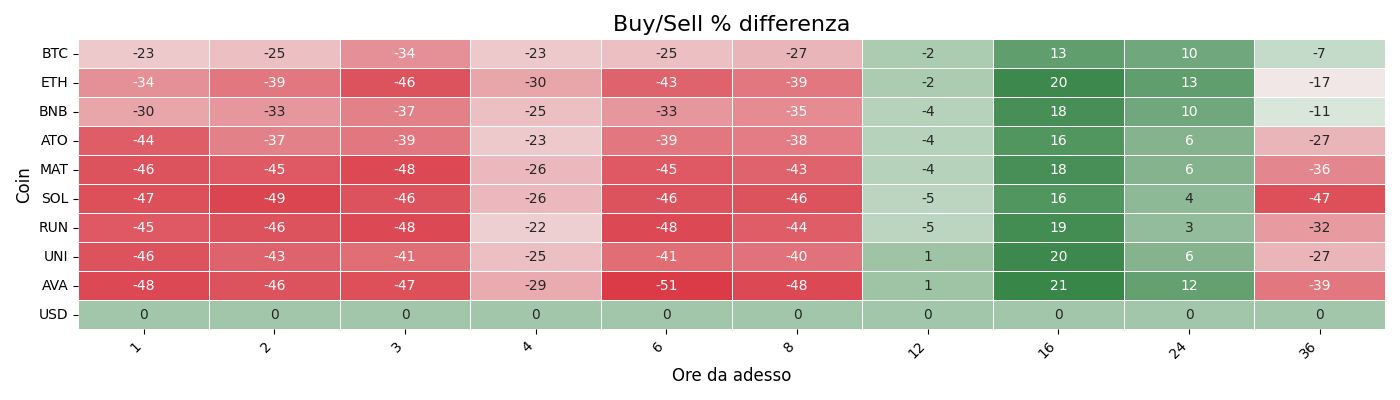 Buy/Sell % differenza
Coin
BTC -23 -25 -34 -23 -25 -27 -2 13 10 -7
ETH -34 -39 -46 -30 -43 -39 -2 20 13 -17
BNB -30 -33 -37 -25 -33 -35 -4 18 10 -11
ATO -44 -37 -39 -23 -39 -38 -4 16 6 -27
MAT -46 -45 -48 -26 -45 -43 -4 18 6 -36
SOL -47 -49 -46 -26 -46 -46 -5 16 4 -47
RUN -45 -46 -48 -22 -48 -44 -5 19 3 -32
UNI -46 -43 -41 -25 -41 -40 1 20 6 -27
AVA -48 -46 -47 -29 -51 -48 1 21 12 -39
USD 0 0 0 0 0 0 0 0 0 0
1 2 3 4 6 8 12 16 24 36
Ore da adesso